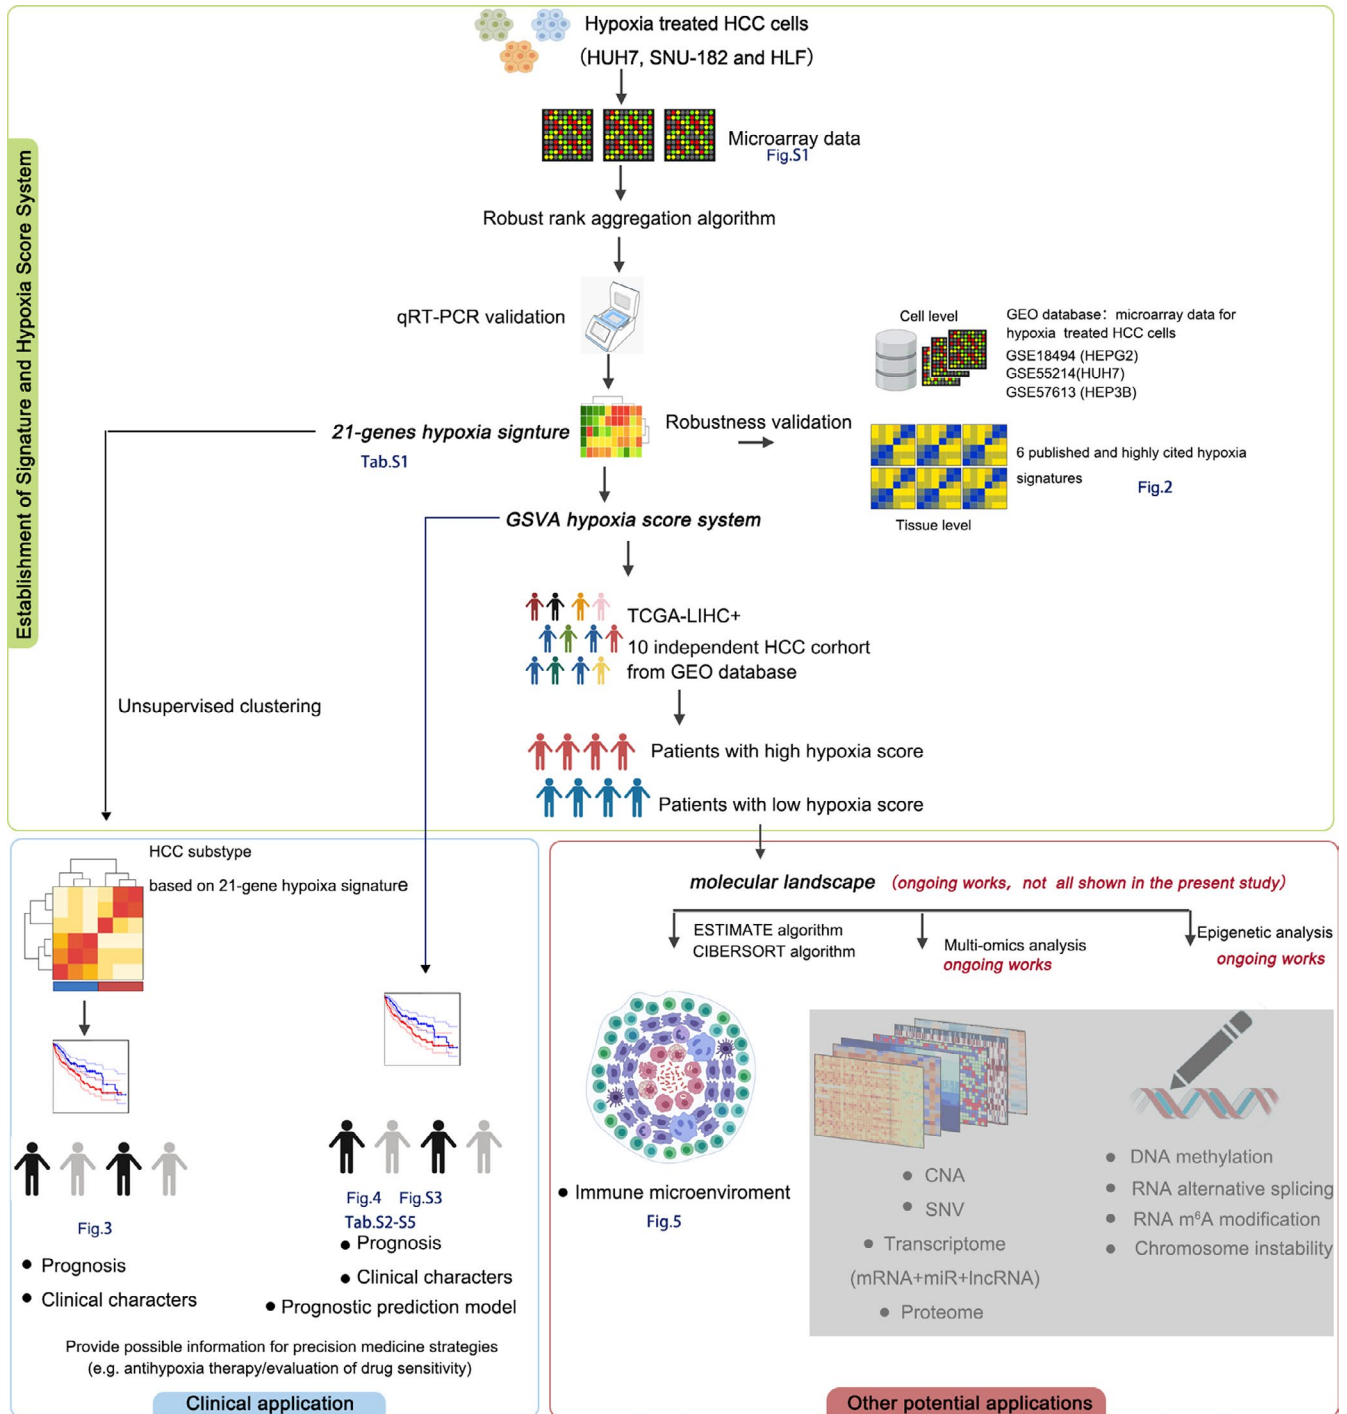 Hypoxia treated HCC cells
(HUH7, SNU-182 and HLF)
Microarray data
Fig.S1
Robust rank aggregation algorithm
qRT-PCR validation
Cell level
GEO database: microarray data for
hypoxia treated HCC cells
GSE18494 (HEPG2)
GSE55214(HUH7)
GSE57613 (HEP3B)
21-genes hypoxia signture
Tab.S1
Robustness validation
6 published and highly cited hypoxia
signatures
Fig.2
Tissue level
GSVA hypoxia score system
TCGA-LIHC+
10 independent HCC corhort
from GEO database
Unsupervised clustering
Patients with high hypoxia score
Patients with low hypoxia score
Establishment of Signature and Hypoxia Score System
HCC substype
based on 21-gene hypoixa signature
Fig.3
• Prognosis
• Clinical characters
Fig.4 Fig.S3
Tab.S2-S5
• Prognosis
• Clinical characters
• Prognostic prediction model
Provide possible information for precision medicine strategies
(e.g. antihypoxia therapy/evaluation of drug sensitivity)
Clinical application
molecular landscape (ongoing works, not all shown in the present study)
ESTIMATE algorithm
CIBERSORT algorithm
Multi-omics analysis
ongoing works
Epigenetic analysis
ongoing works
• Immune microenviroment
Fig.5
• CNA
• SNV
• Transcriptome
(mRNA+miR+lncRNA)
• Proteome
• DNA methylation
• RNA alternative splicing
• RNA m⁶A modification
• Chromosome instability
Other potential applications